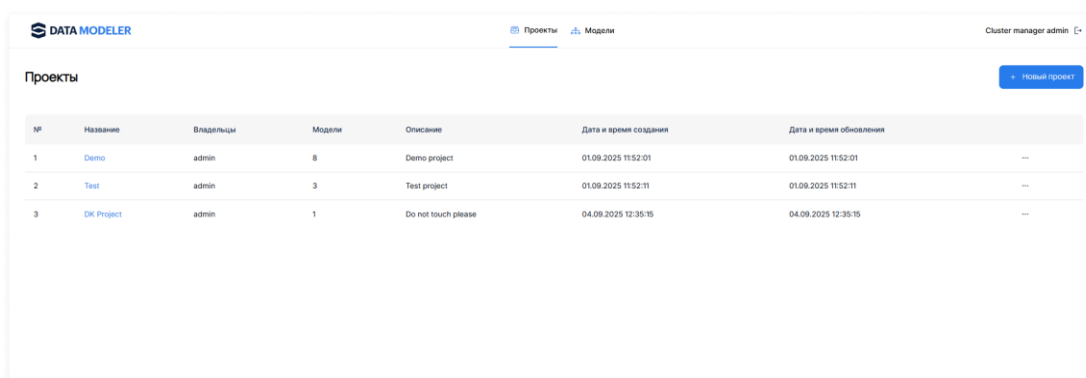 DATA MODELER Проекты Модели Cluster manager admin
Проекты + Новый проект
№ Название Владельцы Модели Описание Дата и время создания Дата и время обновления
1 Demo admin 8 Demo project 01.09.2025 11:52:01 01.09.2025 11:52:01 ...
2 Test admin 3 Test project 01.09.2025 11:52:11 01.09.2025 11:52:11 ...
3 DK Project admin 1 Do not touch please 04.09.2025 12:35:15 04.09.2025 12:35:15 ...